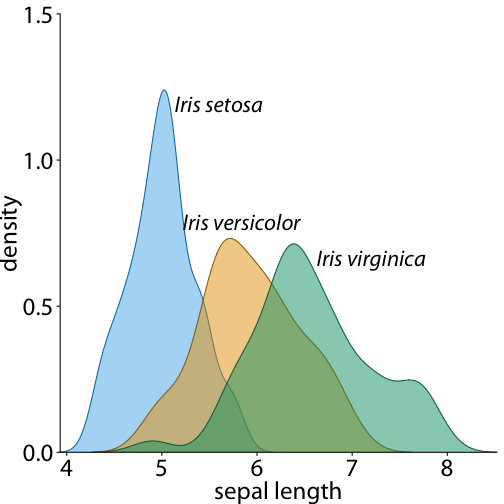 1.5
Iris setosa
1.0
Iris versicolor
density
Iris virginica
0.5
0.0
4 5 6 7 8
sepal length